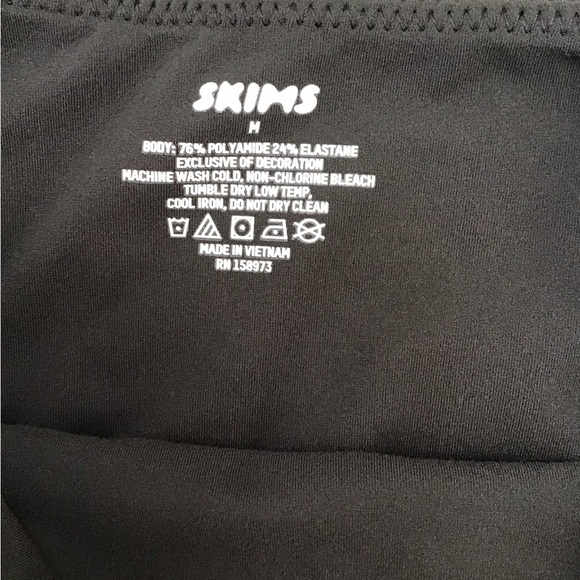 SKIMS
M
BODY: 76% POLYAMIDE 24% ELASTANE
EXCLUSIVE OF DECORATION
MACHINE WASH COLD, NON-CHLORINE BLEACH
TUMBLE DRY LOW TEMP,
COOL IRON, DO NOT DRY CLEAN
MADE IN VIETNAM
RN 158973